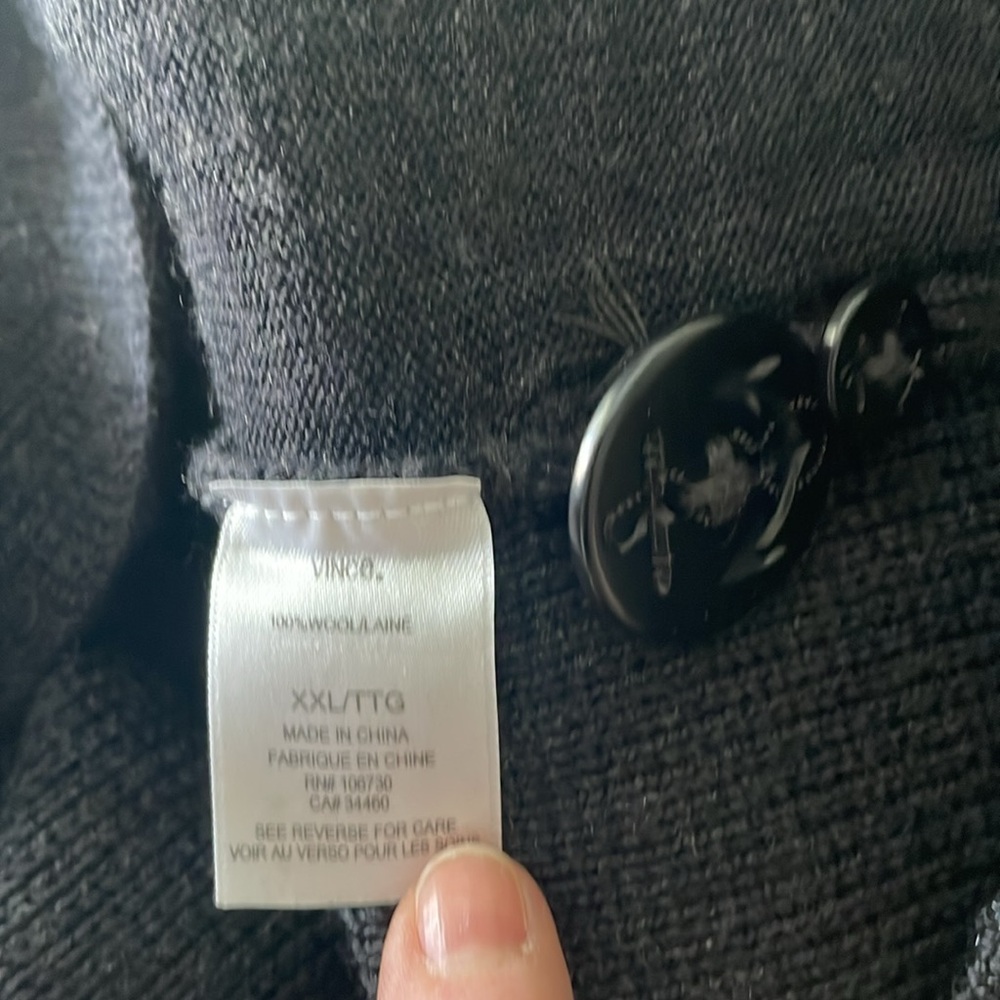 VINCE.
100%WOOL/LAINE
XXL/TTG
MADE IN CHINA
FABRIQUE EN CHINE
RN# 106730
CA# 34460
SEE REVERSE FOR CARE
VOIR AU VERSO POUR LES SOINS